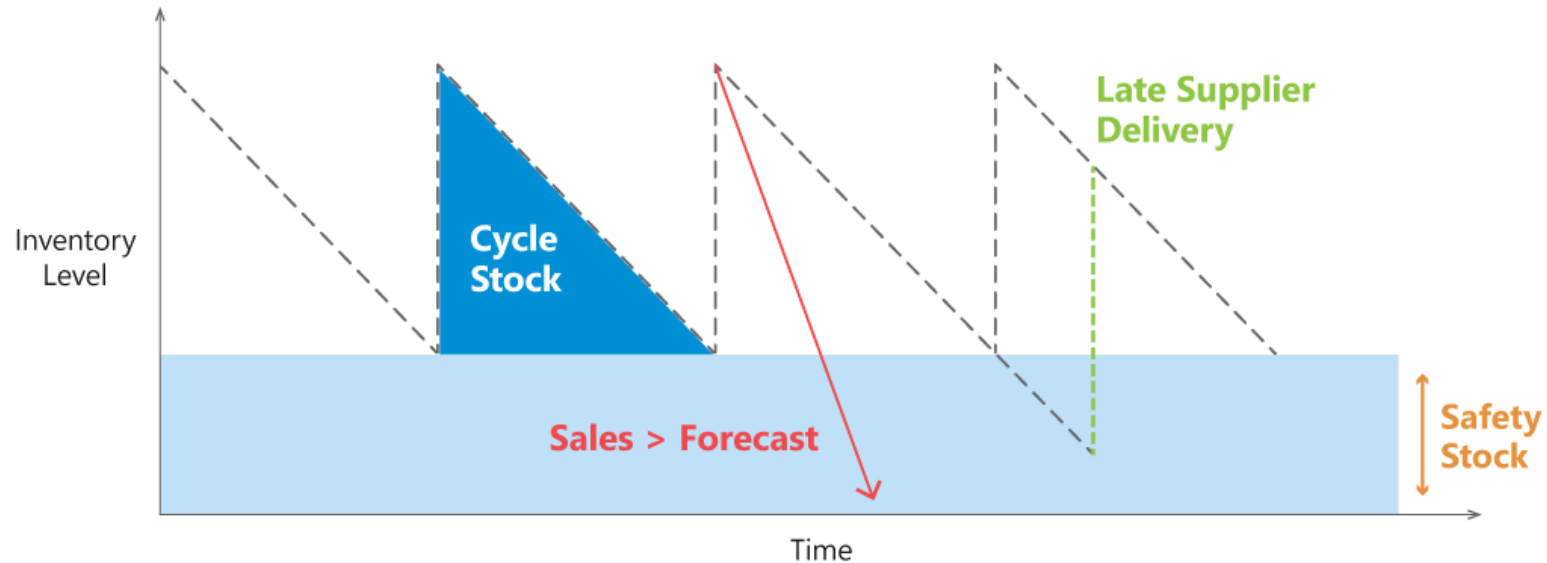 Late Supplier
Delivery
Inventory
Level
Cycle
Stock
Sales > Forecast
Safety
Stock
Time